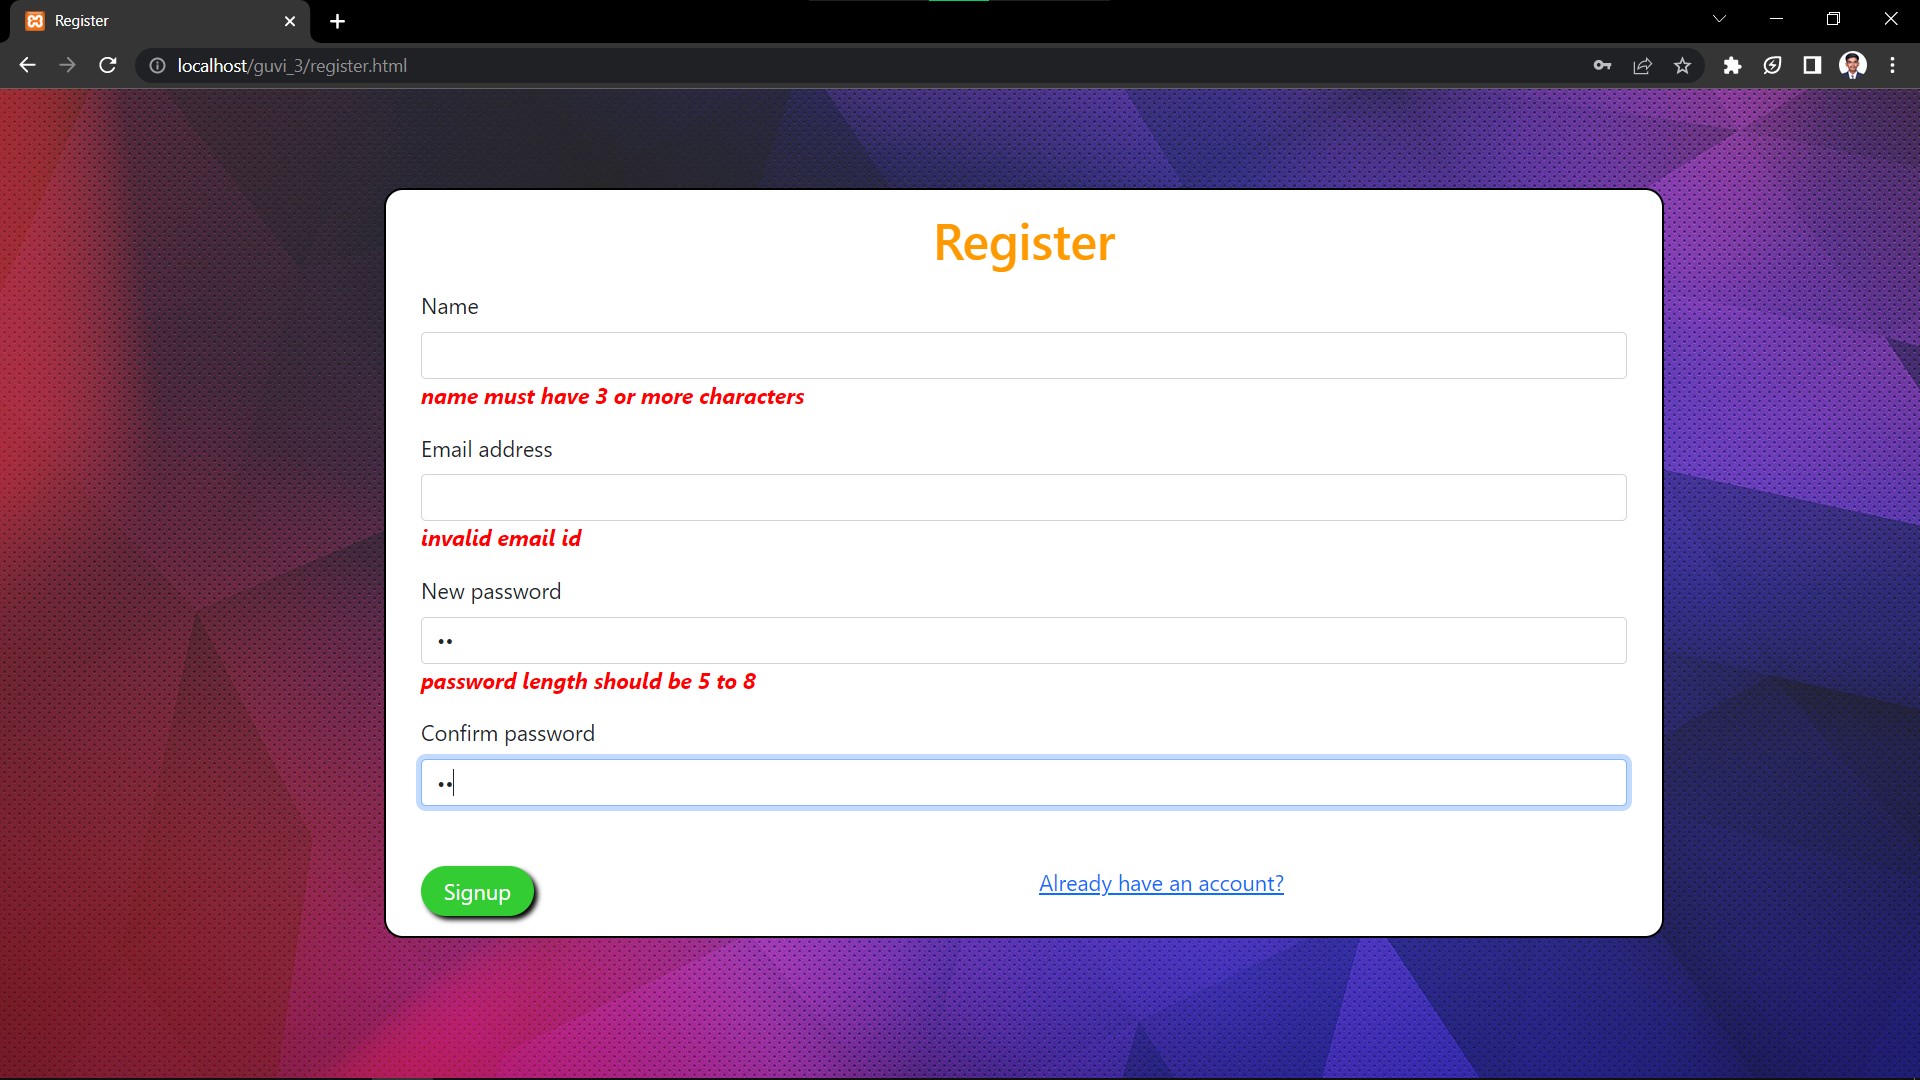 Register
localhost/guvi_3/register.html
Register
Name
name must have 3 or more characters
Email address
invalid email id
New password
••
password length should be 5 to 8
Confirm password
••
Signup
Already have an account?